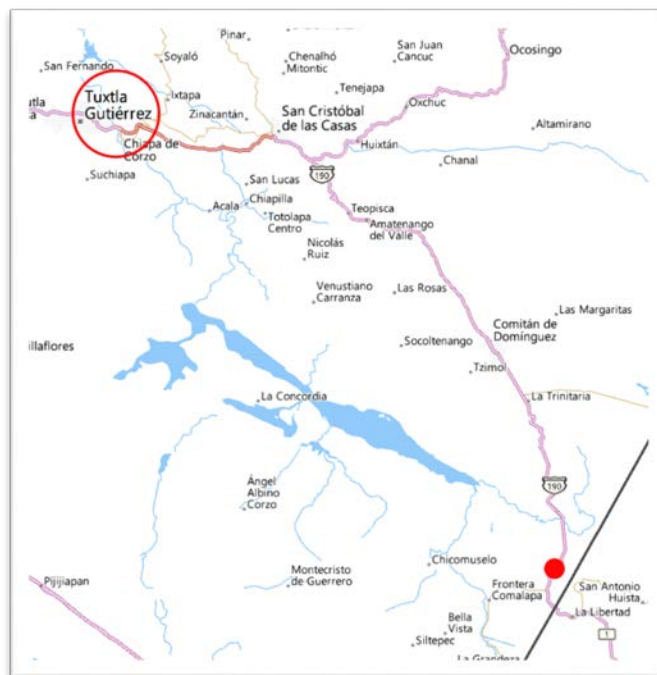 Pinar
San Fernando
Soyaló
Chenalhó
Mitontic
San Juan
Cancuc
Ocosingo
Tuxtla
Gutiérrez
Ixtapa
Tenejapa
utla
a
Zinacantán
San Cristóbal
de las Casas
Oxchuc
Altamirano
Chiapa de
Corzo
Huixtán
Chanal
Suchiapa
San Lucas
190
Acala
Chiapilla
Totolapa
Centro
Teopisca
Amatenango
del Valle
Nicolás
Ruiz
Venustiano
Carranza
Las Rosas
Las Margaritas
Comitán de
Domínguez
illaflores
Socoltenango
Tzimol
La Concordia
La Trinitaria
Ángel
Albino
Corzo
190
Chicomuselo
Montecristo
de Guerrero
Pijijiapan
Frontera
Comalapa
San Antonio
Huista
La Libertad
Bella
Vista
1
Siltepec
La Grandeza